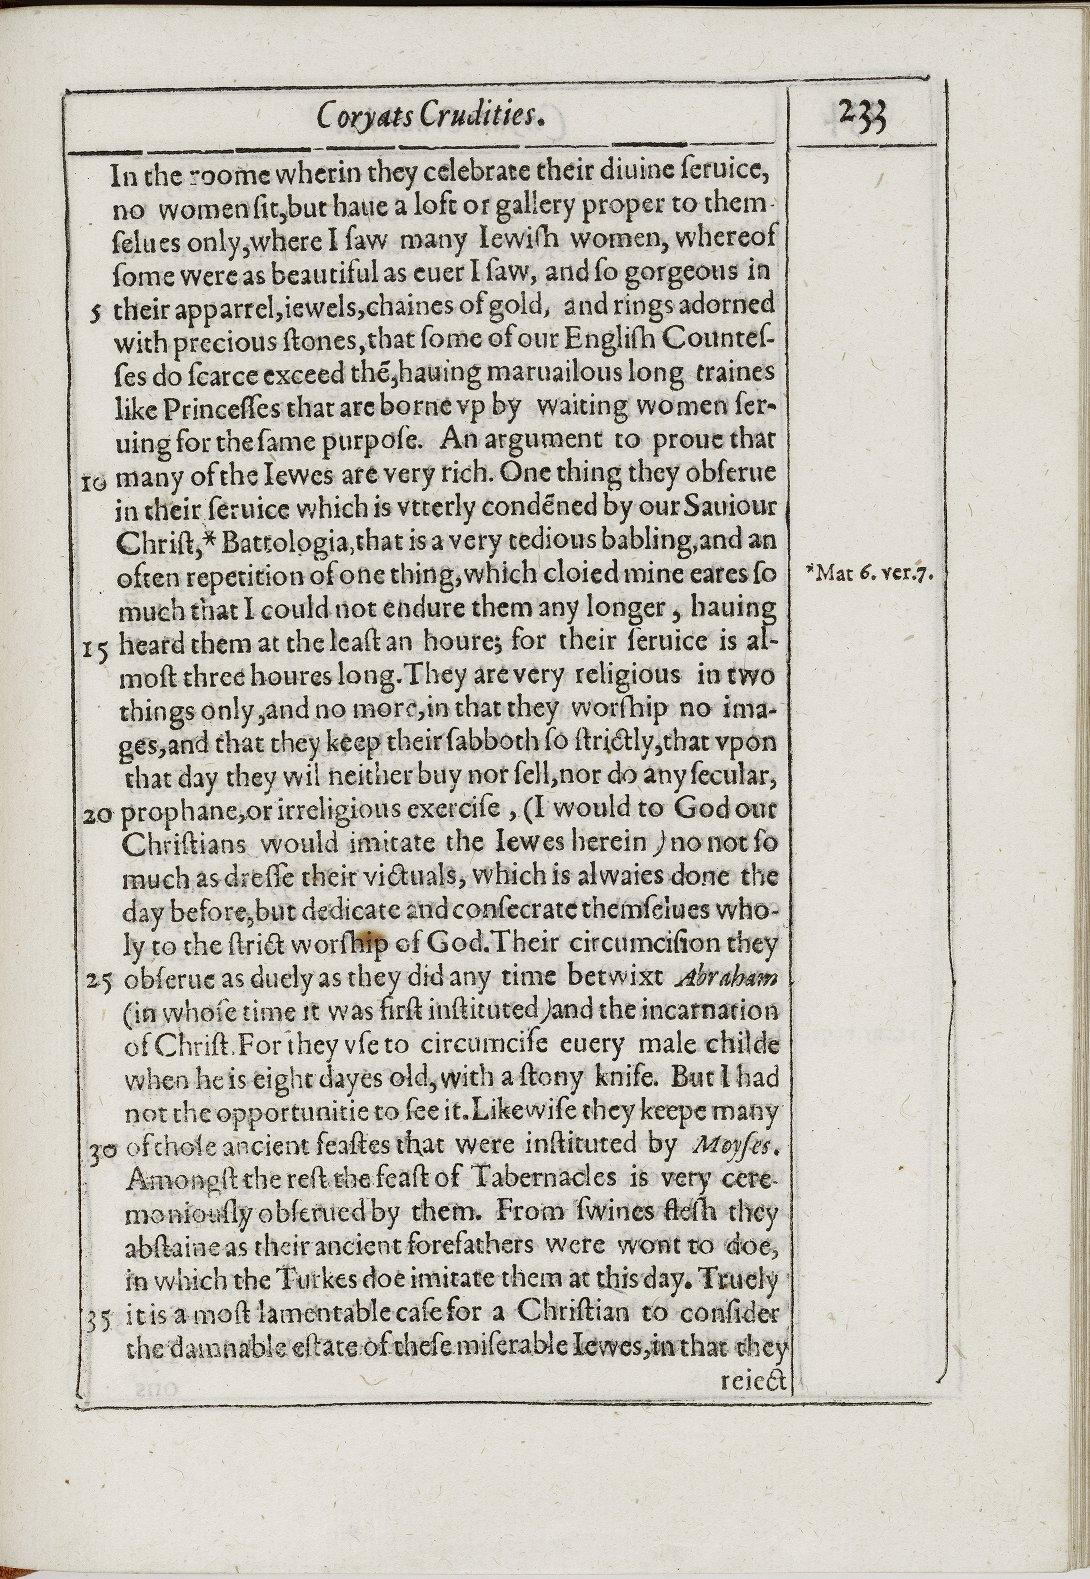 Coryats Crudities.
233
In the roome wherin they celebrate their diuine ſeruice,
no women ſit, but haue a loft or gallery proper to them-
ſelues only, where I ſaw many Iewiſh women, whereof
ſome were as beautiful as euer I ſaw, and ſo gorgeous in
5 their apparrel, iewels, chaines of gold, and rings adorned
with precious ſtones, that ſome of our Engliſh Counteſ-
ſes do ſcarce exceed thẽ, hauing maruailous long traines
like Princeſſes that are borne vp by waiting women ſer-
uing for the ſame purpoſe. An argument to proue that
10 many of the Iewes are very rich. One thing they obſerue
in their ſeruice which is vtterly condẽned by our Sauiour
Chriſt, * Battologia, that is a very tedious babling, and an
often repetition of one thing, which cloied mine eares ſo
*Mat 6. ver. 7.
much that I could not endure them any longer, hauing
15 heard them at the leaſt an houre; for their ſeruice is al-
moſt three houres long. They are very religious in two
things only, and no more, in that they worſhip no ima-
ges, and that they keep their ſabboth ſo ſtrictly, that vpon
that day they wil neither buy nor ſell, nor do any ſecular,
20 prophane, or irreligious exerciſe, (I would to God our
Chriſtians would imitate the Iewes herein) no not ſo
much as dreſſe their victuals, which is alwaies done the
day before, but dedicate and conſecrate themſelues who-
ly to the ſtrict worſhip of God. Their circumciſion they
25 obſerue as duely as they did any time betwixt Abraham
(in whoſe time it was firſt inſtituted) and the incarnation
of Chriſt. For they vſe to circumciſe euery male childe
when he is eight dayes old, with a ſtony knife. But I had
not the opportunitie to ſee it. Likewiſe they keepe many
30 of thoſe ancient feaſtes that were inſtituted by Moyſes.
Amongſt the reſt the feaſt of Tabernacles is very cere-
moniouſly obſerued by them. From ſwines fleſh they
abſtaine as their ancient forefathers were wont to doe,
in which the Turkes doe imitate them at this day. Truely
35 it is a moſt lamentable caſe for a Chriſtian to conſider
the damnable eſtate of theſe miſerable Iewes, in that they
reiect